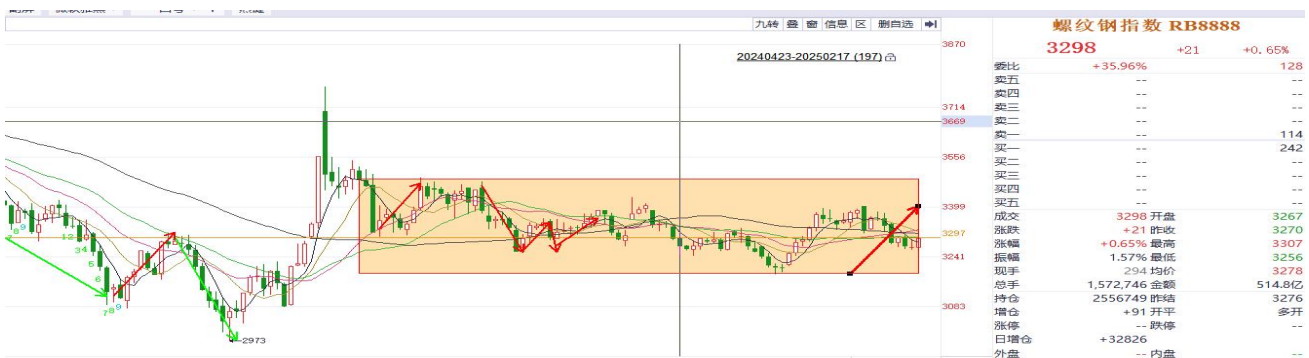 九转 叠 窗 信息 区 删自选
20240423-20250217 (197)
3870
3714
3669
3556
3399
3297
3241
3083
12
34
5
6
789
2973
螺纹钢指数 RB8888
3298 +21 +0.65%
委比 +35.96% 128
卖五 -- --
卖四 -- --
卖三 -- --
卖二 -- --
卖一 -- 114
买一 -- 242
买二 -- --
买三 -- --
买四 -- --
买五 -- --
成交 3298 开盘 3267
涨跌 +21 昨收 3270
涨幅 +0.65% 最高 3307
振幅 1.57% 最低 3256
现手 294 均价 3278
总手 1,572,746 金额 514.8亿
持仓 2556749 昨结 3276
增仓 +91 开平 多开
涨停 -- 跌停 --
日增仓 +32826
外盘 -- 内盘 --